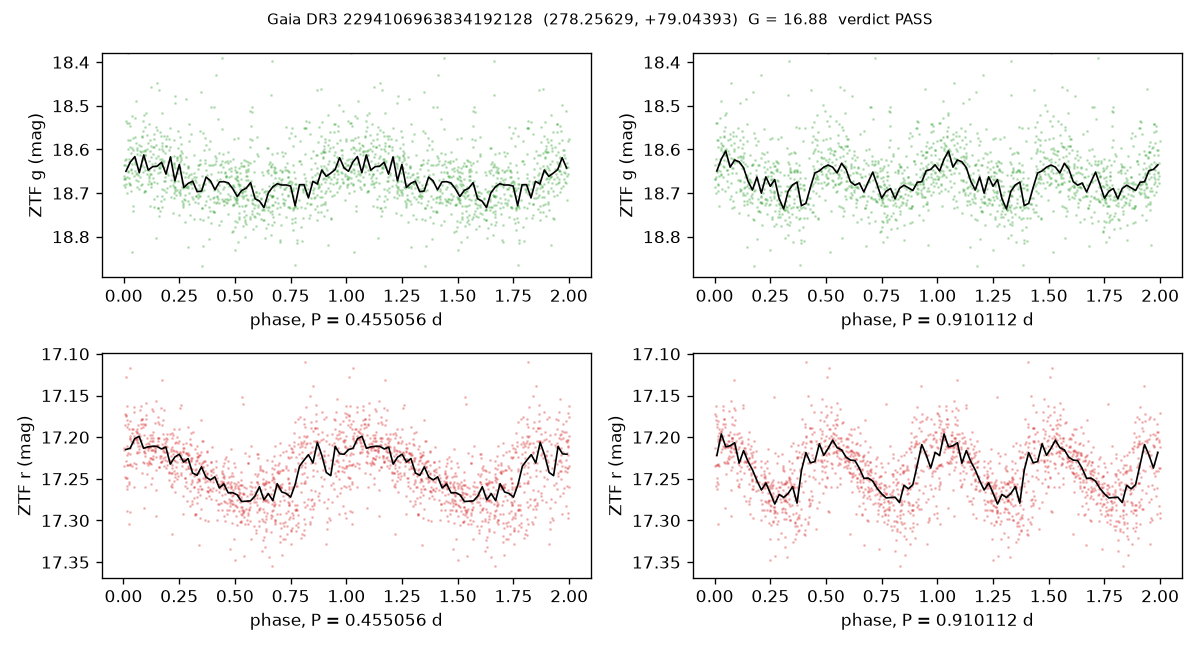 Gaia DR3 2294106963834192128 (278.25629, +79.04393) G = 16.88 verdict PASS
ZTF g (mag)
18.4
18.5
18.6
18.7
18.8
0.00 0.25 0.50 0.75 1.00 1.25 1.50 1.75 2.00
phase, P = 0.455056 d
ZTF g (mag)
18.4
18.5
18.6
18.7
18.8
0.00 0.25 0.50 0.75 1.00 1.25 1.50 1.75 2.00
phase, P = 0.910112 d
ZTF r (mag)
17.10
17.15
17.20
17.25
17.30
17.35
0.00 0.25 0.50 0.75 1.00 1.25 1.50 1.75 2.00
phase, P = 0.455056 d
ZTF r (mag)
17.10
17.15
17.20
17.25
17.30
17.35
0.00 0.25 0.50 0.75 1.00 1.25 1.50 1.75 2.00
phase, P = 0.910112 d